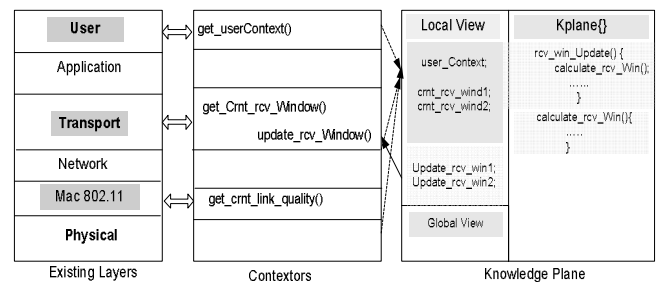 User
Application
Transport
Network
Mac 802.11
Physical
Existing Layers
get_userContext()
get_Crnt_rcv_Window()
update_rcv_Window()
get_crnt_link_quality()
Contextors
Local View
user_Context;
crnt_rcv_wind1;
crnt_rcv_wind2;
Update_rcv_win1;
Update_rcv_win2;
Global View
Kplane{}
rcv_win_Update() {
calculate_rcv_Win();
......
}
calculate_rcv_Win(){
.....
}
Knowledge Plane